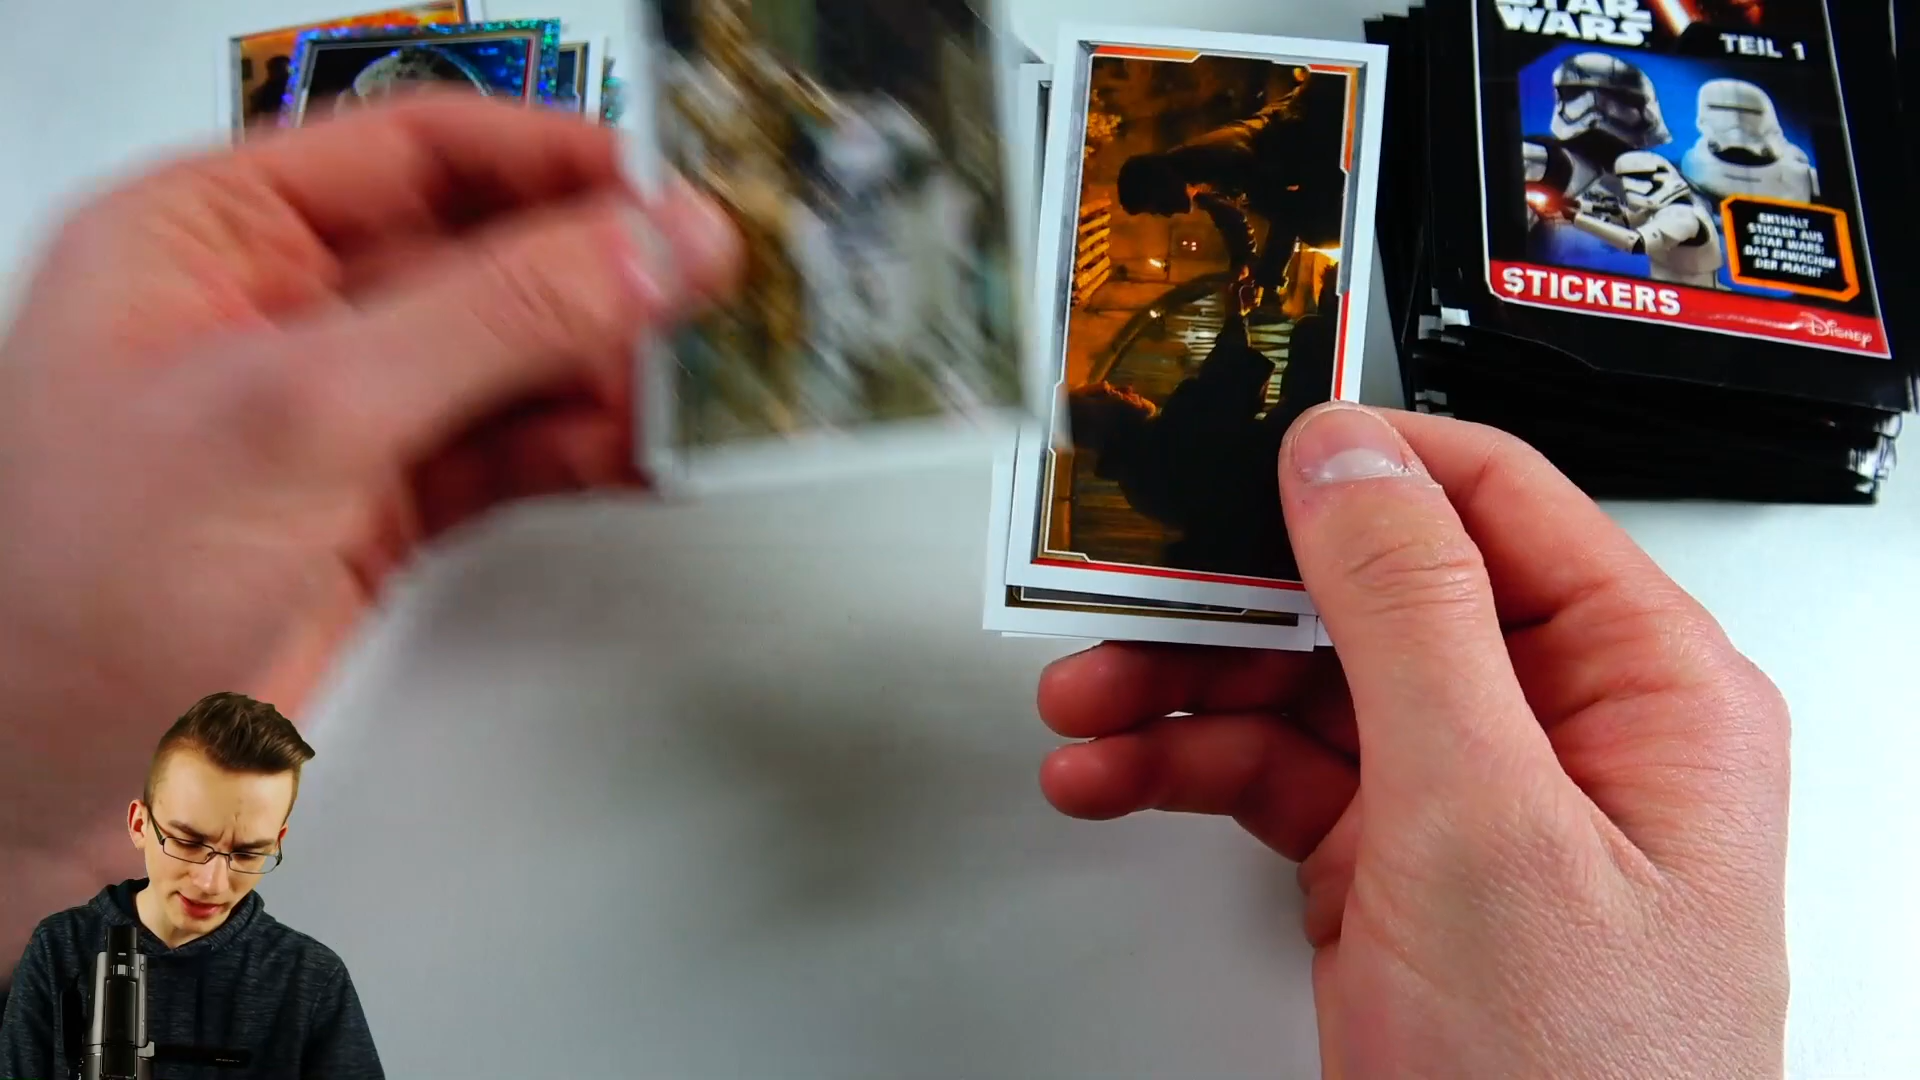 STAR
WARS
TEIL 1
ENTHÄLT
STICKER AUS
STAR WARS:
DAS ERWACHEN
DER MACHT
STICKERS
Disney